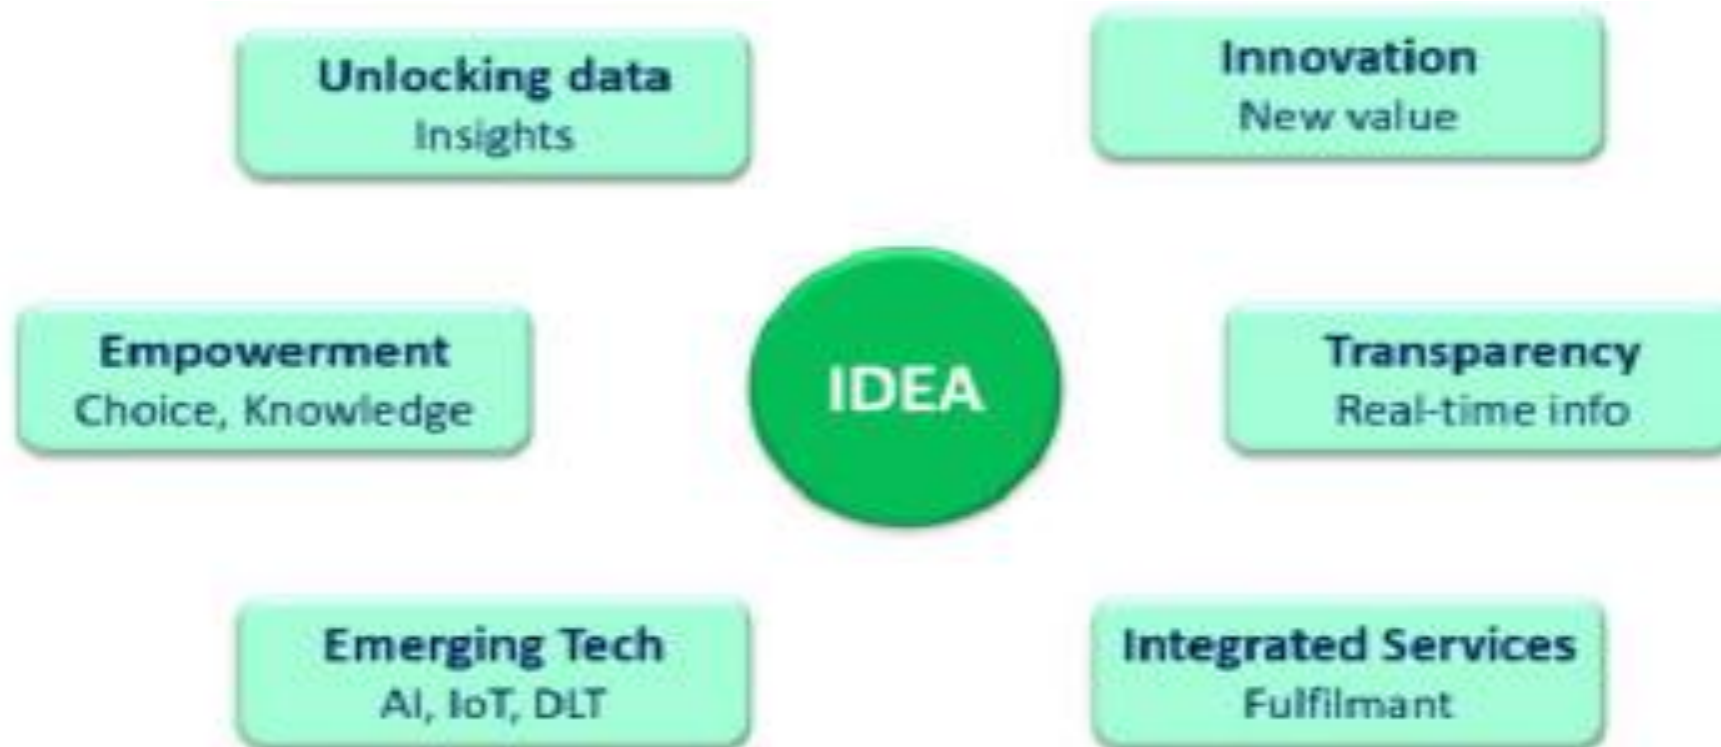 Unlocking data
Insights
Innovation
New value
Empowerment
Choice, Knowledge
IDEA
Transparency
Real-time info
Emerging Tech
AI, IoT, DLT
Integrated Services
Fulfilmant